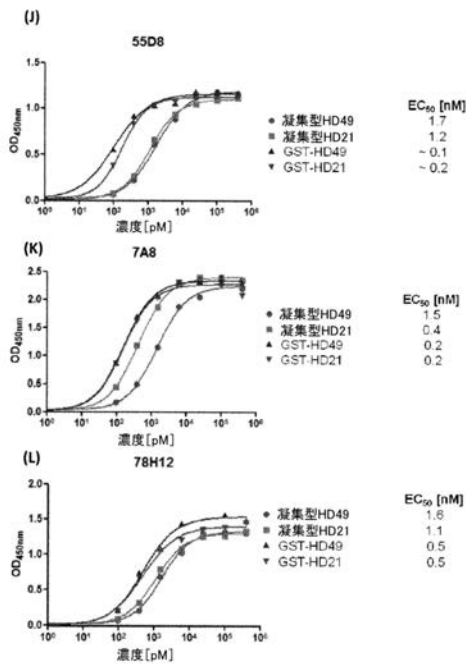 (J)
55D8
1.5
1.0
0.5
0.0
OD450nm
10⁰ 10¹ 10² 10³ 10⁴ 10⁵ 10⁶
濃度[pM]
EC50 [nM]
凝集型HD49 1.7
凝集型HD21 1.2
GST-HD49 ~ 0.1
GST-HD21 ~ 0.2
(K)
7A8
2.5
2.0
1.5
1.0
0.5
0.0
OD450nm
10⁰ 10¹ 10² 10³ 10⁴ 10⁵ 10⁶
濃度[pM]
EC50 [nM]
凝集型HD49 1.5
凝集型HD21 0.4
GST-HD49 0.2
GST-HD21 0.2
(L)
78H12
2.0
1.5
1.0
0.5
0.0
OD450nm
10⁰ 10¹ 10² 10³ 10⁴ 10⁵ 10⁶
濃度[pM]
EC50 [nM]
凝集型HD49 1.6
凝集型HD21 1.1
GST-HD49 0.5
GST-HD21 0.5